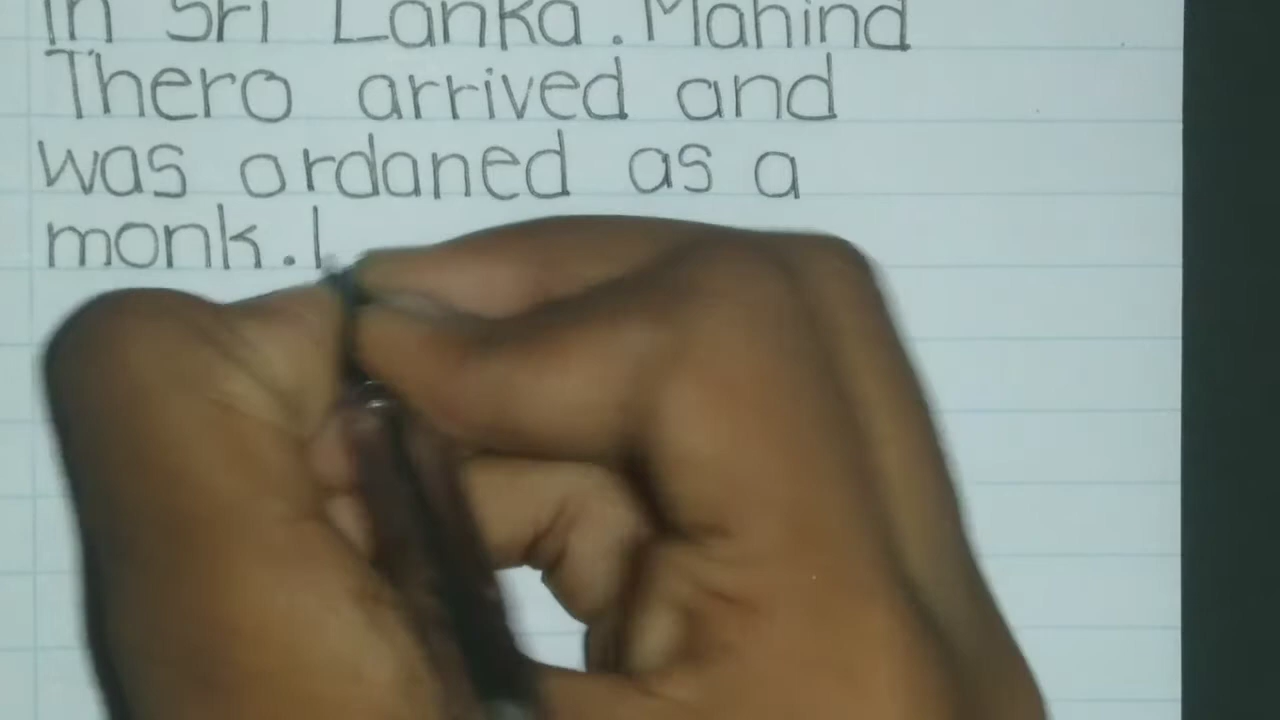 In Sri Lanka. Mahind
Thero arrived and
was ordaned as a
monk. I